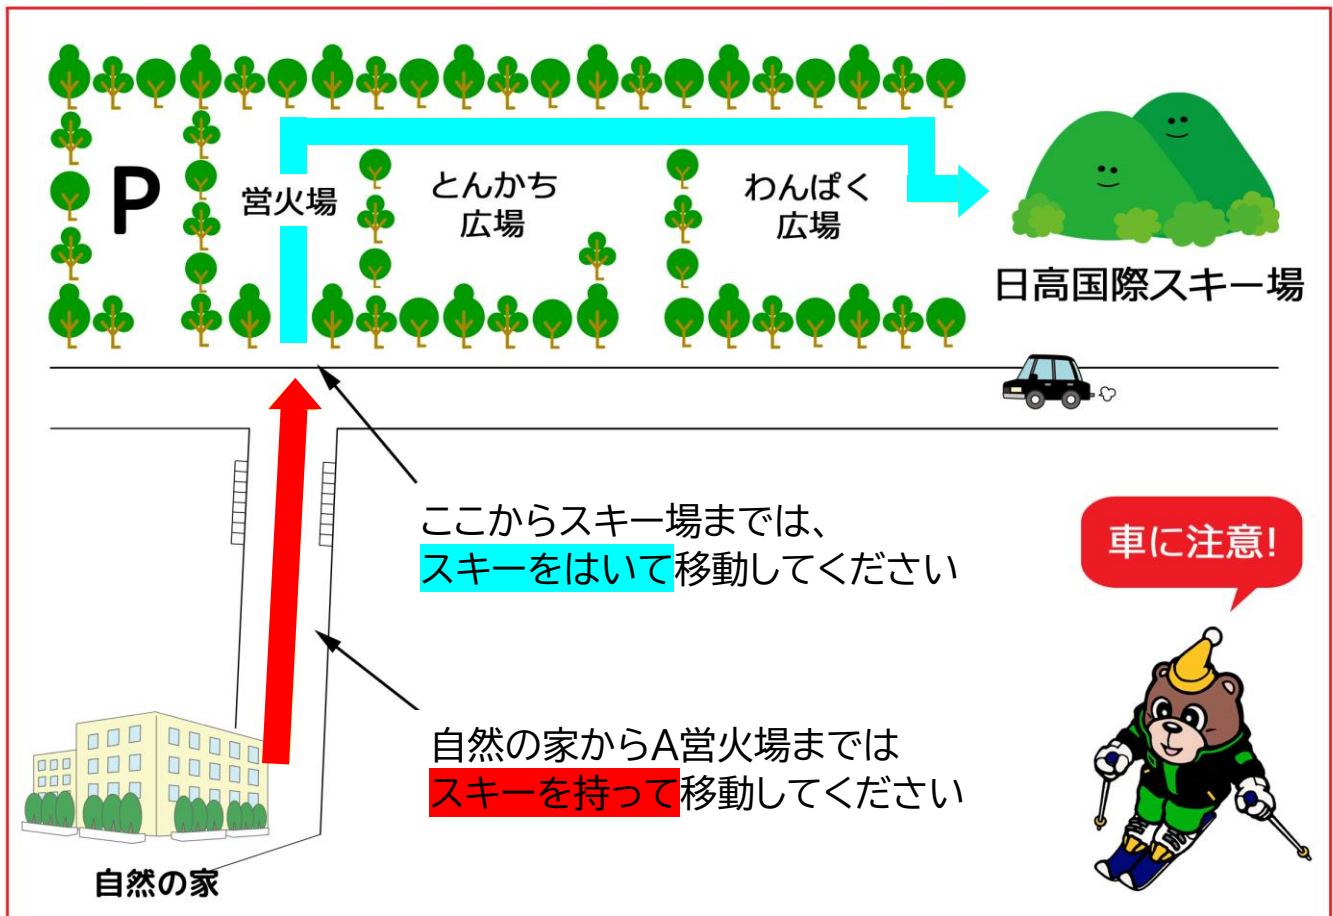 P
営火場
とんかち
広場
わんぱく
広場
日高国際スキー場
ここからスキー場までは、
スキーをはいて移動してください
車に注意!
自然の家からA営火場までは
スキーを持って移動してください
自然の家